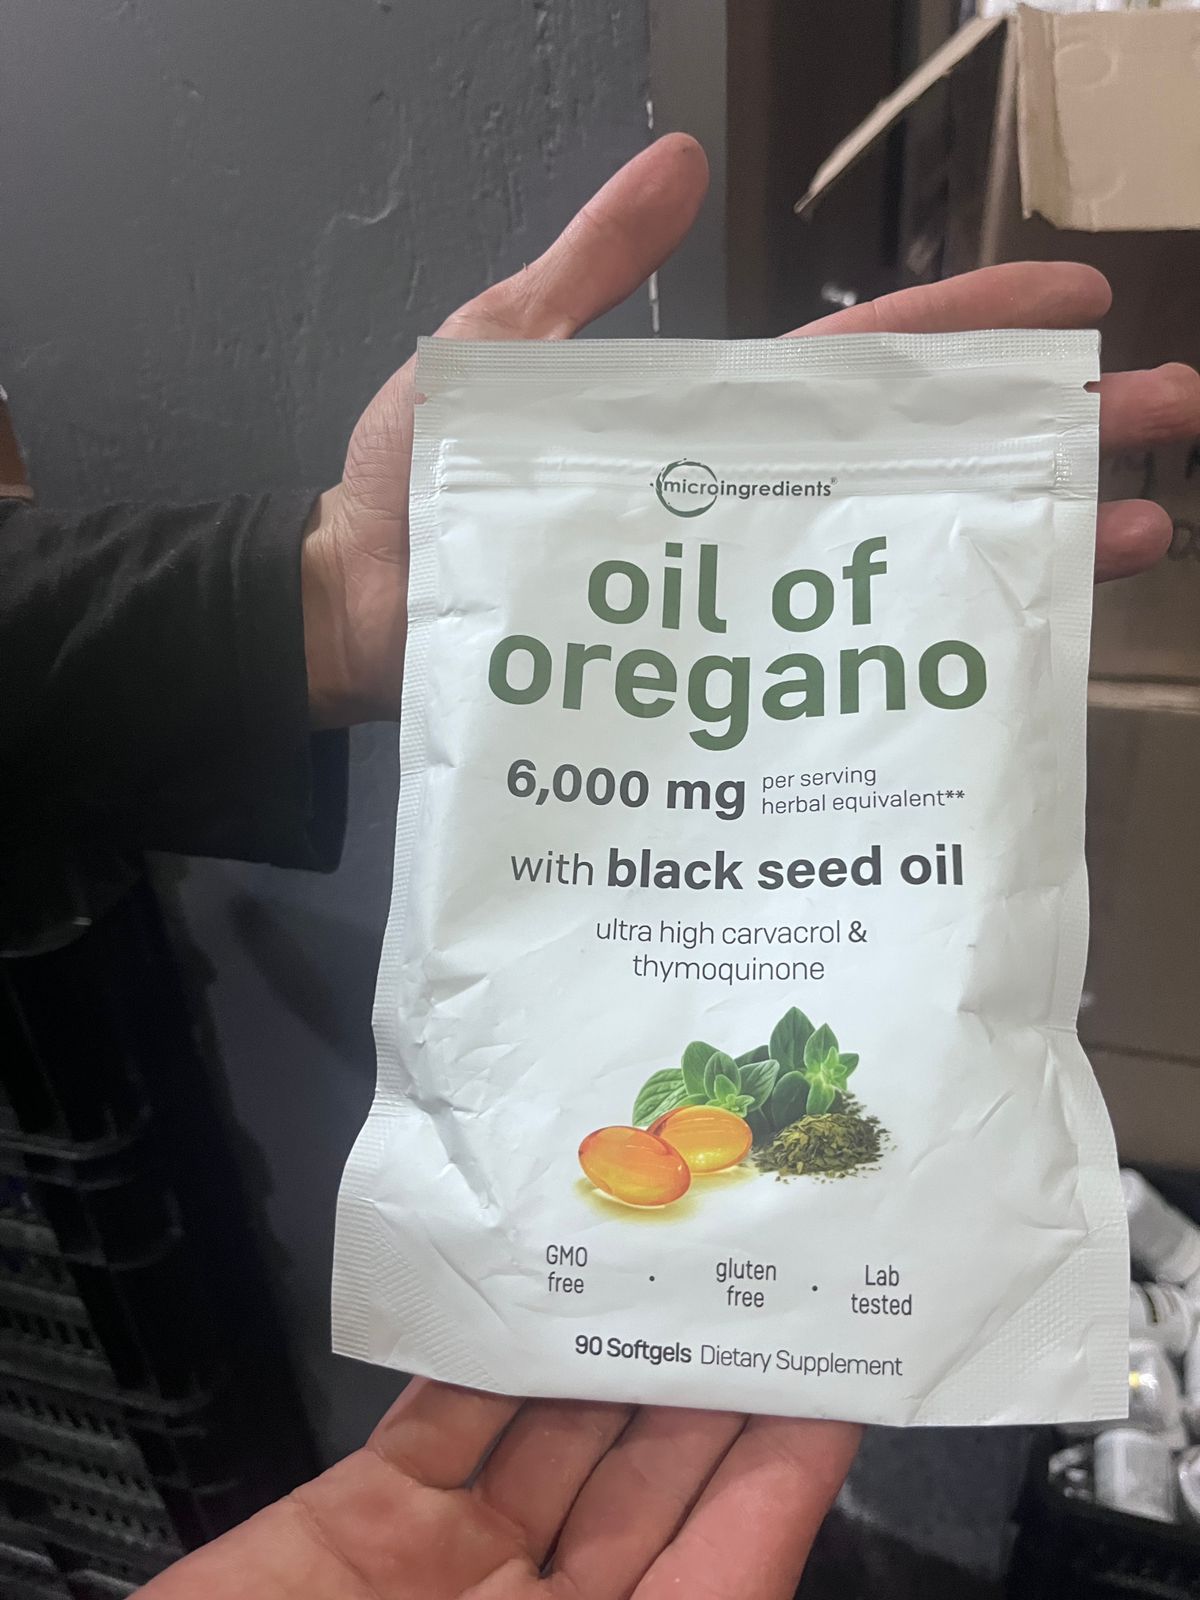 microingredients®
oil of
oregano
6,000 mg per serving
herbal equivalent**
with black seed oil
ultra high carvacrol &
thymoquinone
GMO
free
·
gluten
free
·
Lab
tested
90 Softgels Dietary Supplement